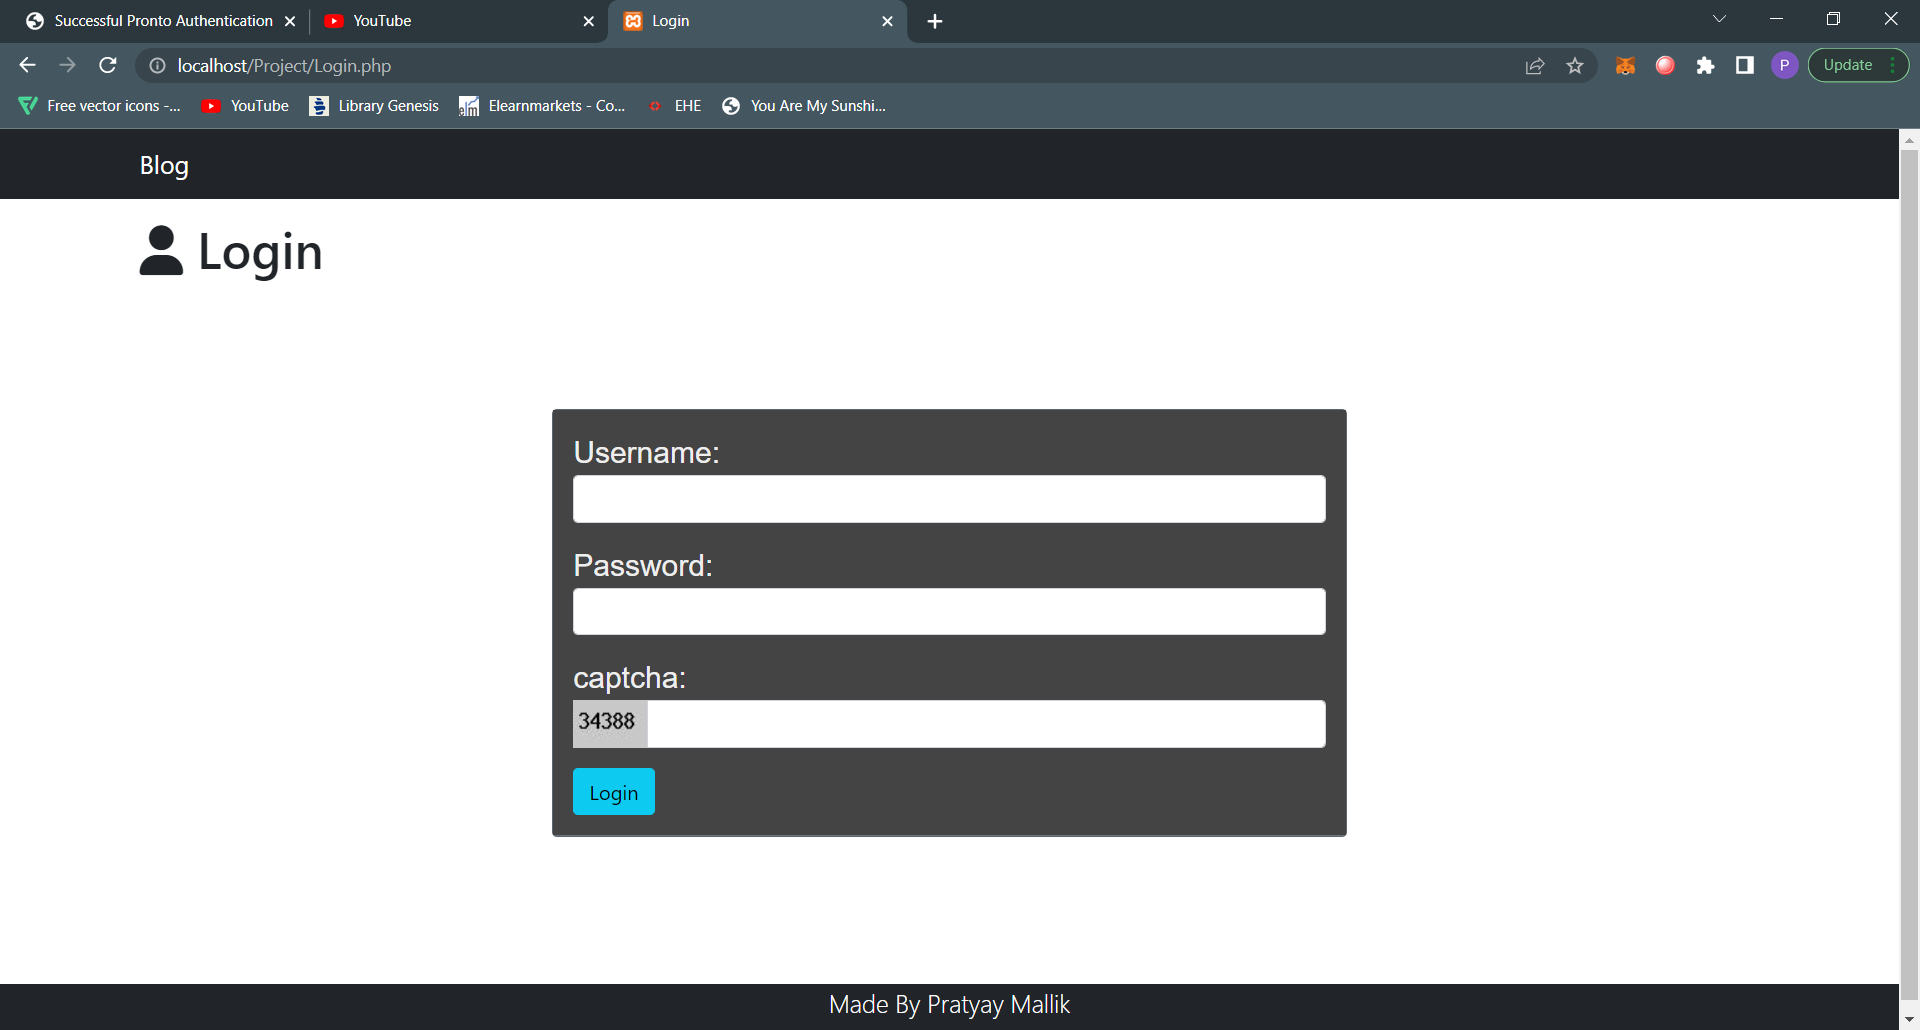 Successful Pronto Authentication
YouTube
Login
localhost/Project/Login.php
P
Update
Free vector icons -...
YouTube
Library Genesis
elm
Elearnmarkets - Co...
EHE
You Are My Sunshi...
Blog
Login
Username:
Password:
captcha:
34388
Login
Made By Pratyay Mallik